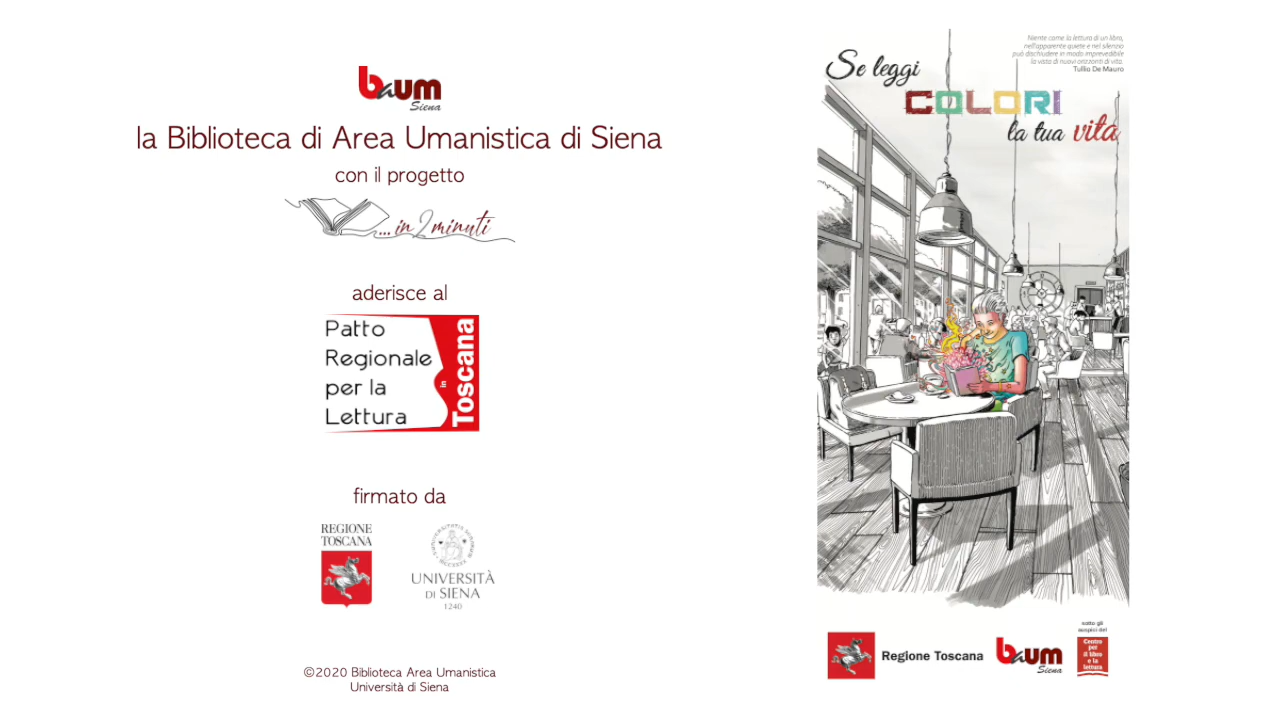 baum
Siena
la Biblioteca di Area Umanistica di Siena
con il progetto
...in 2 minuti
aderisce al
Patto
Regionale
per la
Lettura
in
Toscana
firmato da
REGIONE
TOSCANA
UNIVERSITÀ
DI SIENA
1240
©2020 Biblioteca Area Umanistica
Università di Siena
Niente come la lettura di un libro,
nell'apparente quiete e nel silenzio
può dischiudere in modo imprevedibile
la vista di nuovi orizzonti di vita.
Tullio De Mauro
Se leggi
COLORI
la tua vita
Regione Toscana
baum
Siena
sotto gli
auspici del
Centro
per
il libro
e la
lettura